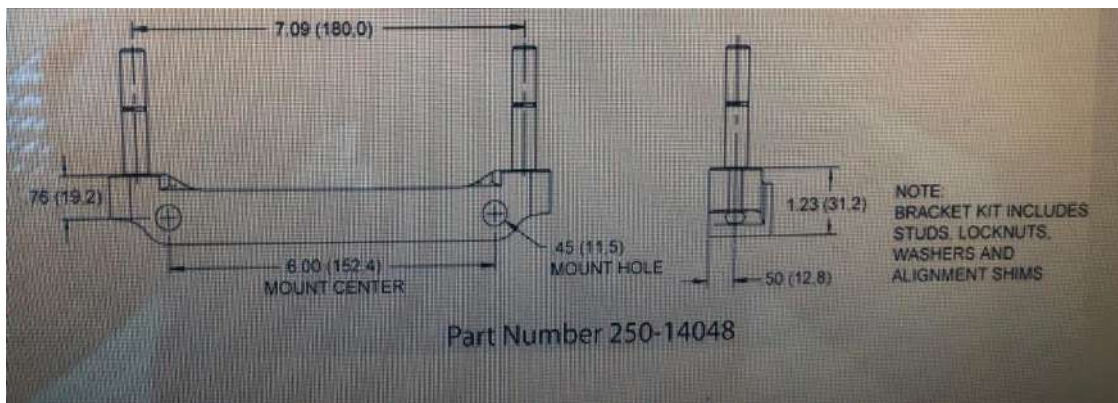 7.09 (180.0)
76 (19.2)
6.00 (152.4)
MOUNT CENTER
45 (11.5)
MOUNT HOLE
1.23 (31.2)
50 (12.8)
NOTE:
BRACKET KIT INCLUDES
STUDS, LOCKNUTS,
WASHERS AND
ALIGNMENT SHIMS
Part Number 250-14048